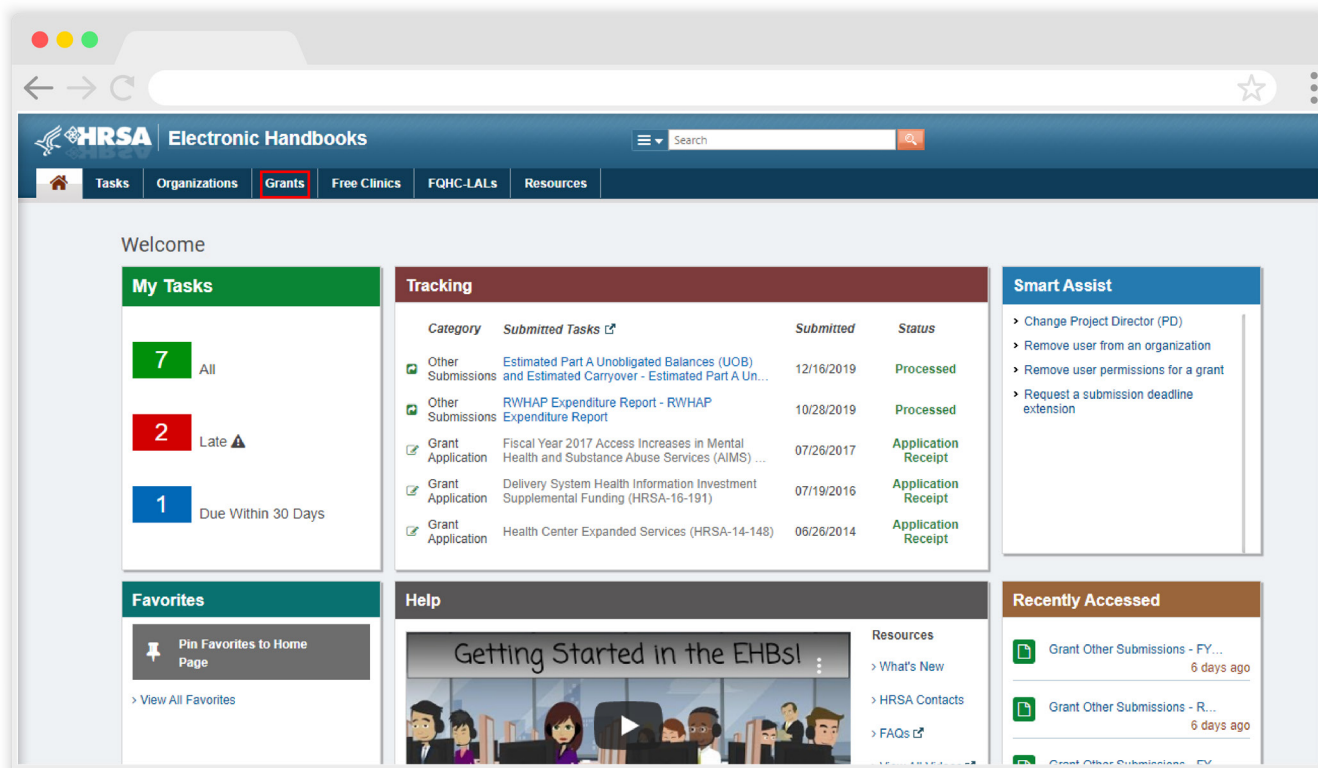 HRSA Electronic Handbooks
Search
Tasks Organizations Grants Free Clinics FQHC-LALs Resources
Welcome
My Tasks
7 All
2 Late
1 Due Within 30 Days
Tracking
Category Submitted Tasks Submitted Status
Other Submissions Estimated Part A Unobligated Balances (UOB) 12/16/2019 Processed
and Estimated Carryover - Estimated Part A Un...
Other Submissions RWHAP Expenditure Report - RWHAP 10/28/2019 Processed
Expenditure Report
Grant Application Fiscal Year 2017 Access Increases in Mental 07/26/2017 Application Receipt
Health and Substance Abuse Services (AIMS) ...
Grant Application Delivery System Health Information Investment 07/19/2016 Application Receipt
Supplemental Funding (HRSA-16-191)
Grant Application Health Center Expanded Services (HRSA-14-148) 06/26/2014 Application Receipt
Smart Assist
> Change Project Director (PD)
> Remove user from an organization
> Remove user permissions for a grant
> Request a submission deadline
extension
Favorites
Pin Favorites to Home
Page
> View All Favorites
Help
Getting Started in the EHBs!
Resources
> What's New
> HRSA Contacts
> FAQs
> View All Videos
Recently Accessed
Grant Other Submissions - FY...
6 days ago
Grant Other Submissions - R...
6 days ago
Grant Other Submissions - FY...